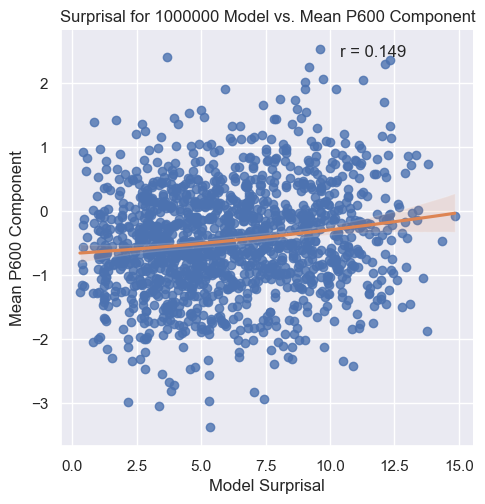 Surprisal for 1000000 Model vs. Mean P600 Component
r = 0.149
2
1
0
−1
−2
−3
Mean P600 Component
0.0 2.5 5.0 7.5 10.0 12.5 15.0
Model Surprisal